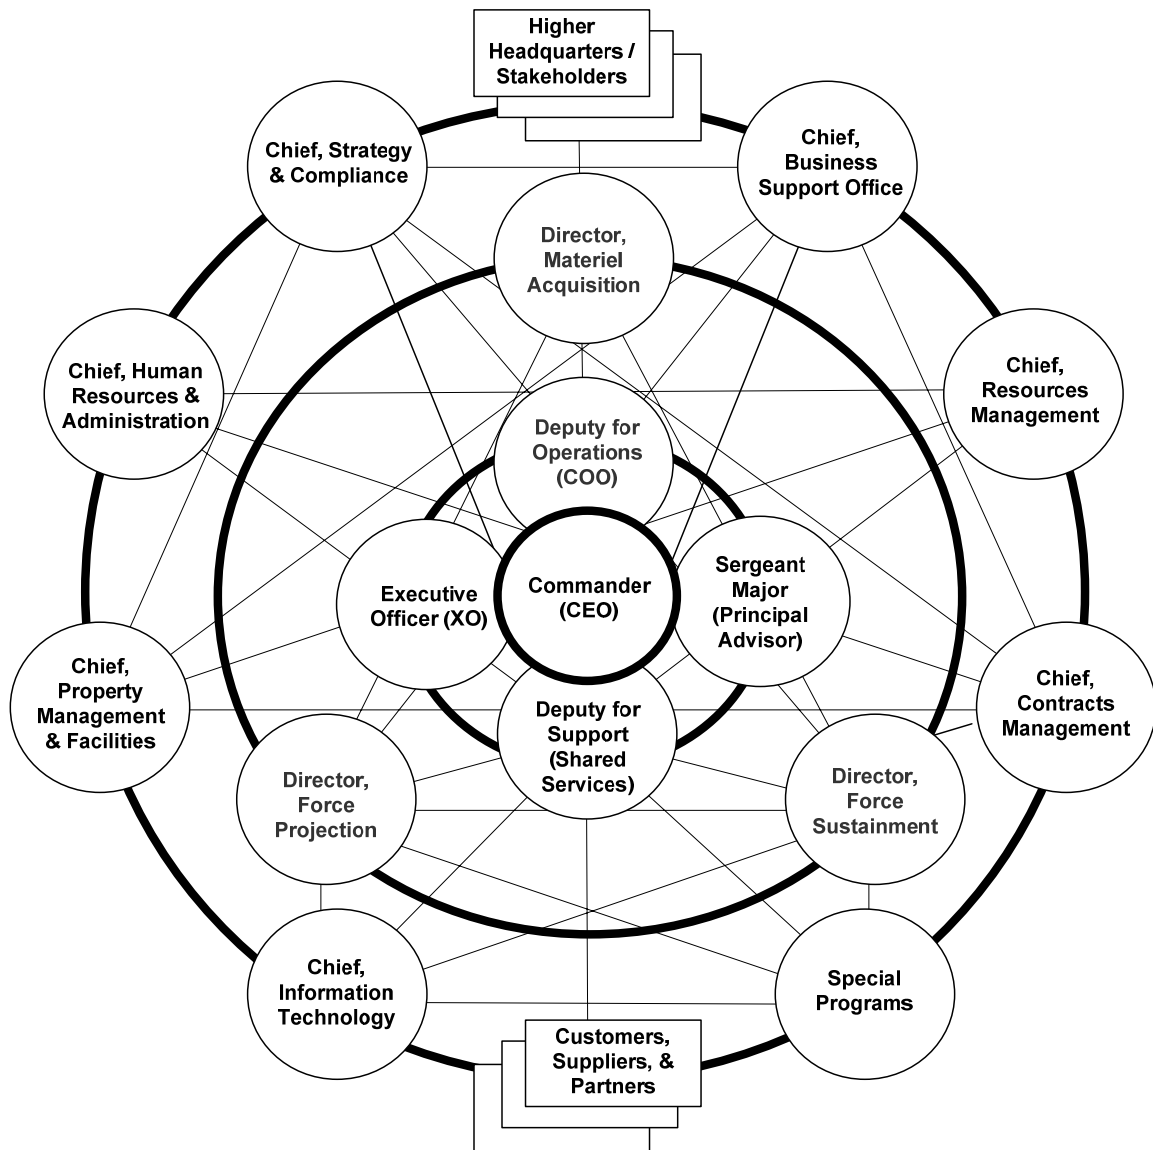 Higher
Headquarters /
Stakeholders
Chief, Strategy
& Compliance
Chief,
Business
Support Office
Director,
Materiel
Acquisition
Chief, Human
Resources &
Administration
Chief,
Resources
Management
Deputy for
Operations
(COO)
Executive
Officer (XO)
Commander
(CEO)
Sergeant
Major
(Principal
Advisor)
Chief,
Property
Management
& Facilities
Deputy for
Support
(Shared
Services)
Chief,
Contracts
Management
Director,
Force
Projection
Director,
Force
Sustainment
Chief,
Information
Technology
Special
Programs
Customers,
Suppliers, &
Partners